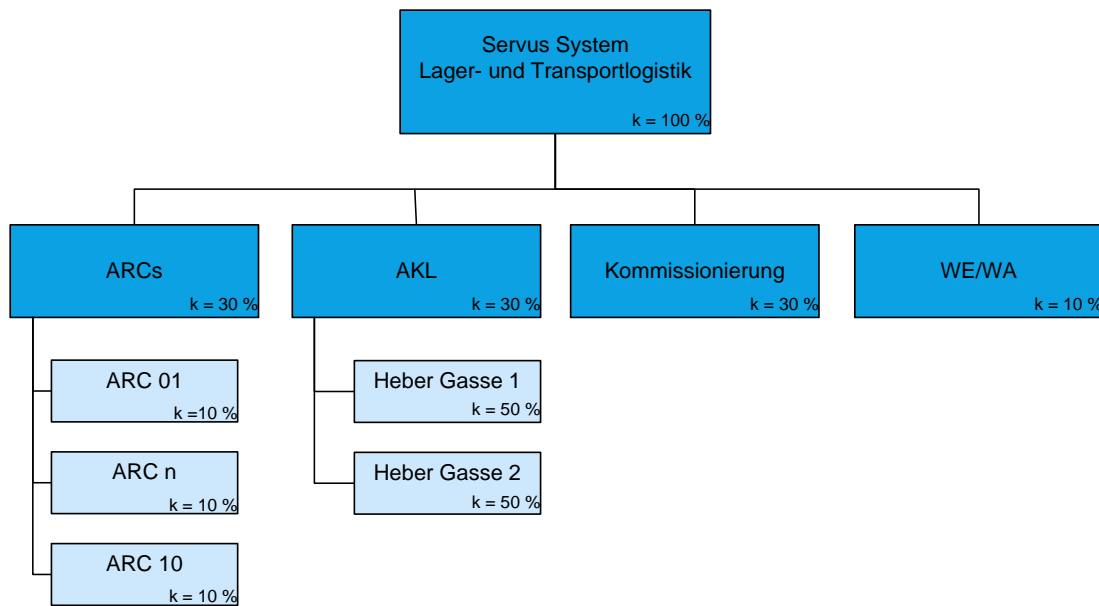 Servus System
Lager- und Transportlogistik
k = 100 %
ARCs
k = 30 %
AKL
k = 30 %
Kommissionierung
k = 30 %
WE/WA
k = 10 %
ARC 01
k =10 %
Heber Gasse 1
k = 50 %
ARC n
k = 10 %
Heber Gasse 2
k = 50 %
ARC 10
k = 10 %